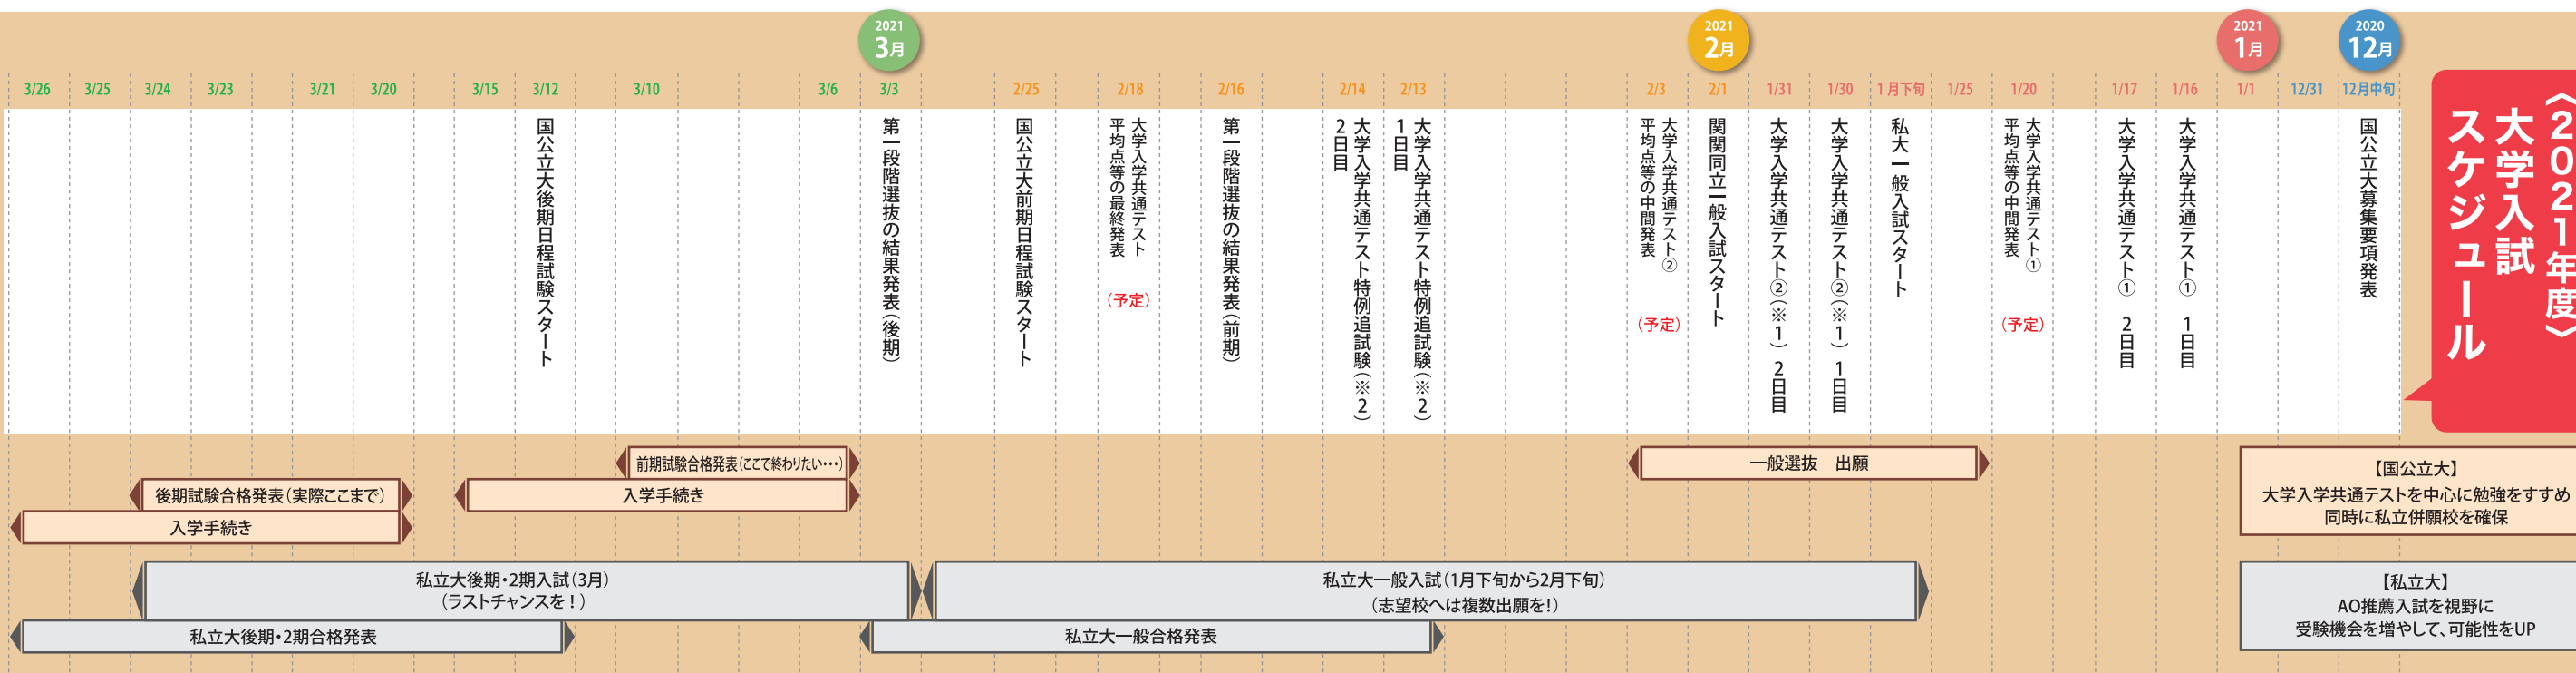 〈2021年度〉
大学入試
スケジュール
2020
12月
2021
1月
2021
2月
2021
3月
12月中旬
国公立大募集要項発表
12/31
1/1
1/16
大学入学共通テスト① 1日目
1/17
大学入学共通テスト① 2日目
1/20
大学入学共通テスト①
平均点等の中間発表
（予定）
1/25
1月下旬
私大一般入試スタート
1/30
大学入学共通テスト②（※1） 1日目
1/31
大学入学共通テスト②（※1） 2日目
2/1
関関同立一般入試スタート
2/3
大学入学共通テスト②
平均点等の中間発表
（予定）
2/13
大学入学共通テスト特例追試験（※2）
1日目
2/14
大学入学共通テスト特例追試験（※2）
2日目
2/16
第一段階選抜の結果発表（前期）
2/18
大学入学共通テスト
平均点等の最終発表
（予定）
2/25
国公立大前期日程試験スタート
3/3
第一段階選抜の結果発表（後期）
3/6
3/10
3/12
国公立大後期日程試験スタート
3/15
3/20
3/21
3/23
3/24
3/25
3/26
【国公立大】
大学入学共通テストを中心に勉強をすすめ
同時に私立併願校を確保
一般選抜 出願
前期試験合格発表（ここで終わりたい・・・）
入学手続き
後期試験合格発表（実際ここまで）
入学手続き
【私立大】
AO推薦入試を視野に
受験機会を増やして、可能性をUP
私立大一般入試（1月下旬から2月下旬）
（志望校へは複数出願を!）
私立大一般合格発表
私立大後期・2期入試（3月）
（ラストチャンスを！）
私立大後期・2期合格発表